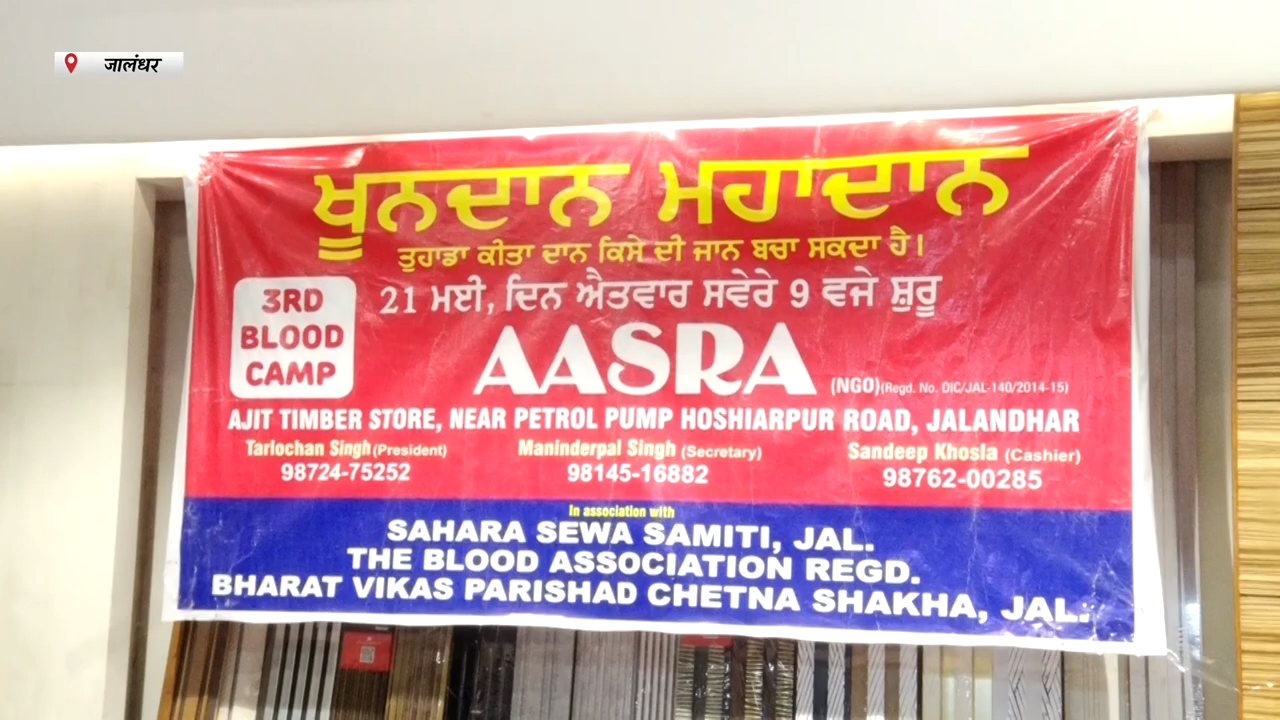 जालंधर
ਖੂਨਦਾਨ ਮਹਾਦਾਨ
ਤੁਹਾਡਾ ਕੀਤਾ ਦਾਨ ਕਿਸੇ ਦੀ ਜਾਨ ਬਚਾ ਸਕਦਾ ਹੈ।
3RD
BLOOD
CAMP
21 ਮਈ, ਦਿਨ ਐਤਵਾਰ ਸਵੇਰੇ 9 ਵਜੇ ਸ਼ੁਰੂ
AASRA (NGO)(Regd. No. DIC/JAL-140/2014-15)
AJIT TIMBER STORE, NEAR PETROL PUMP HOSHIARPUR ROAD, JALANDHAR
Tarlochan Singh (President) Maninderpal Singh (Secretary) Sandeep Khosla (Cashier)
98724-75252 98145-16882 98762-00285
In association with
SAHARA SEWA SAMITI, JAL.
THE BLOOD ASSOCIATION REGD.
BHARAT VIKAS PARISHAD CHETNA SHAKHA, JAL.